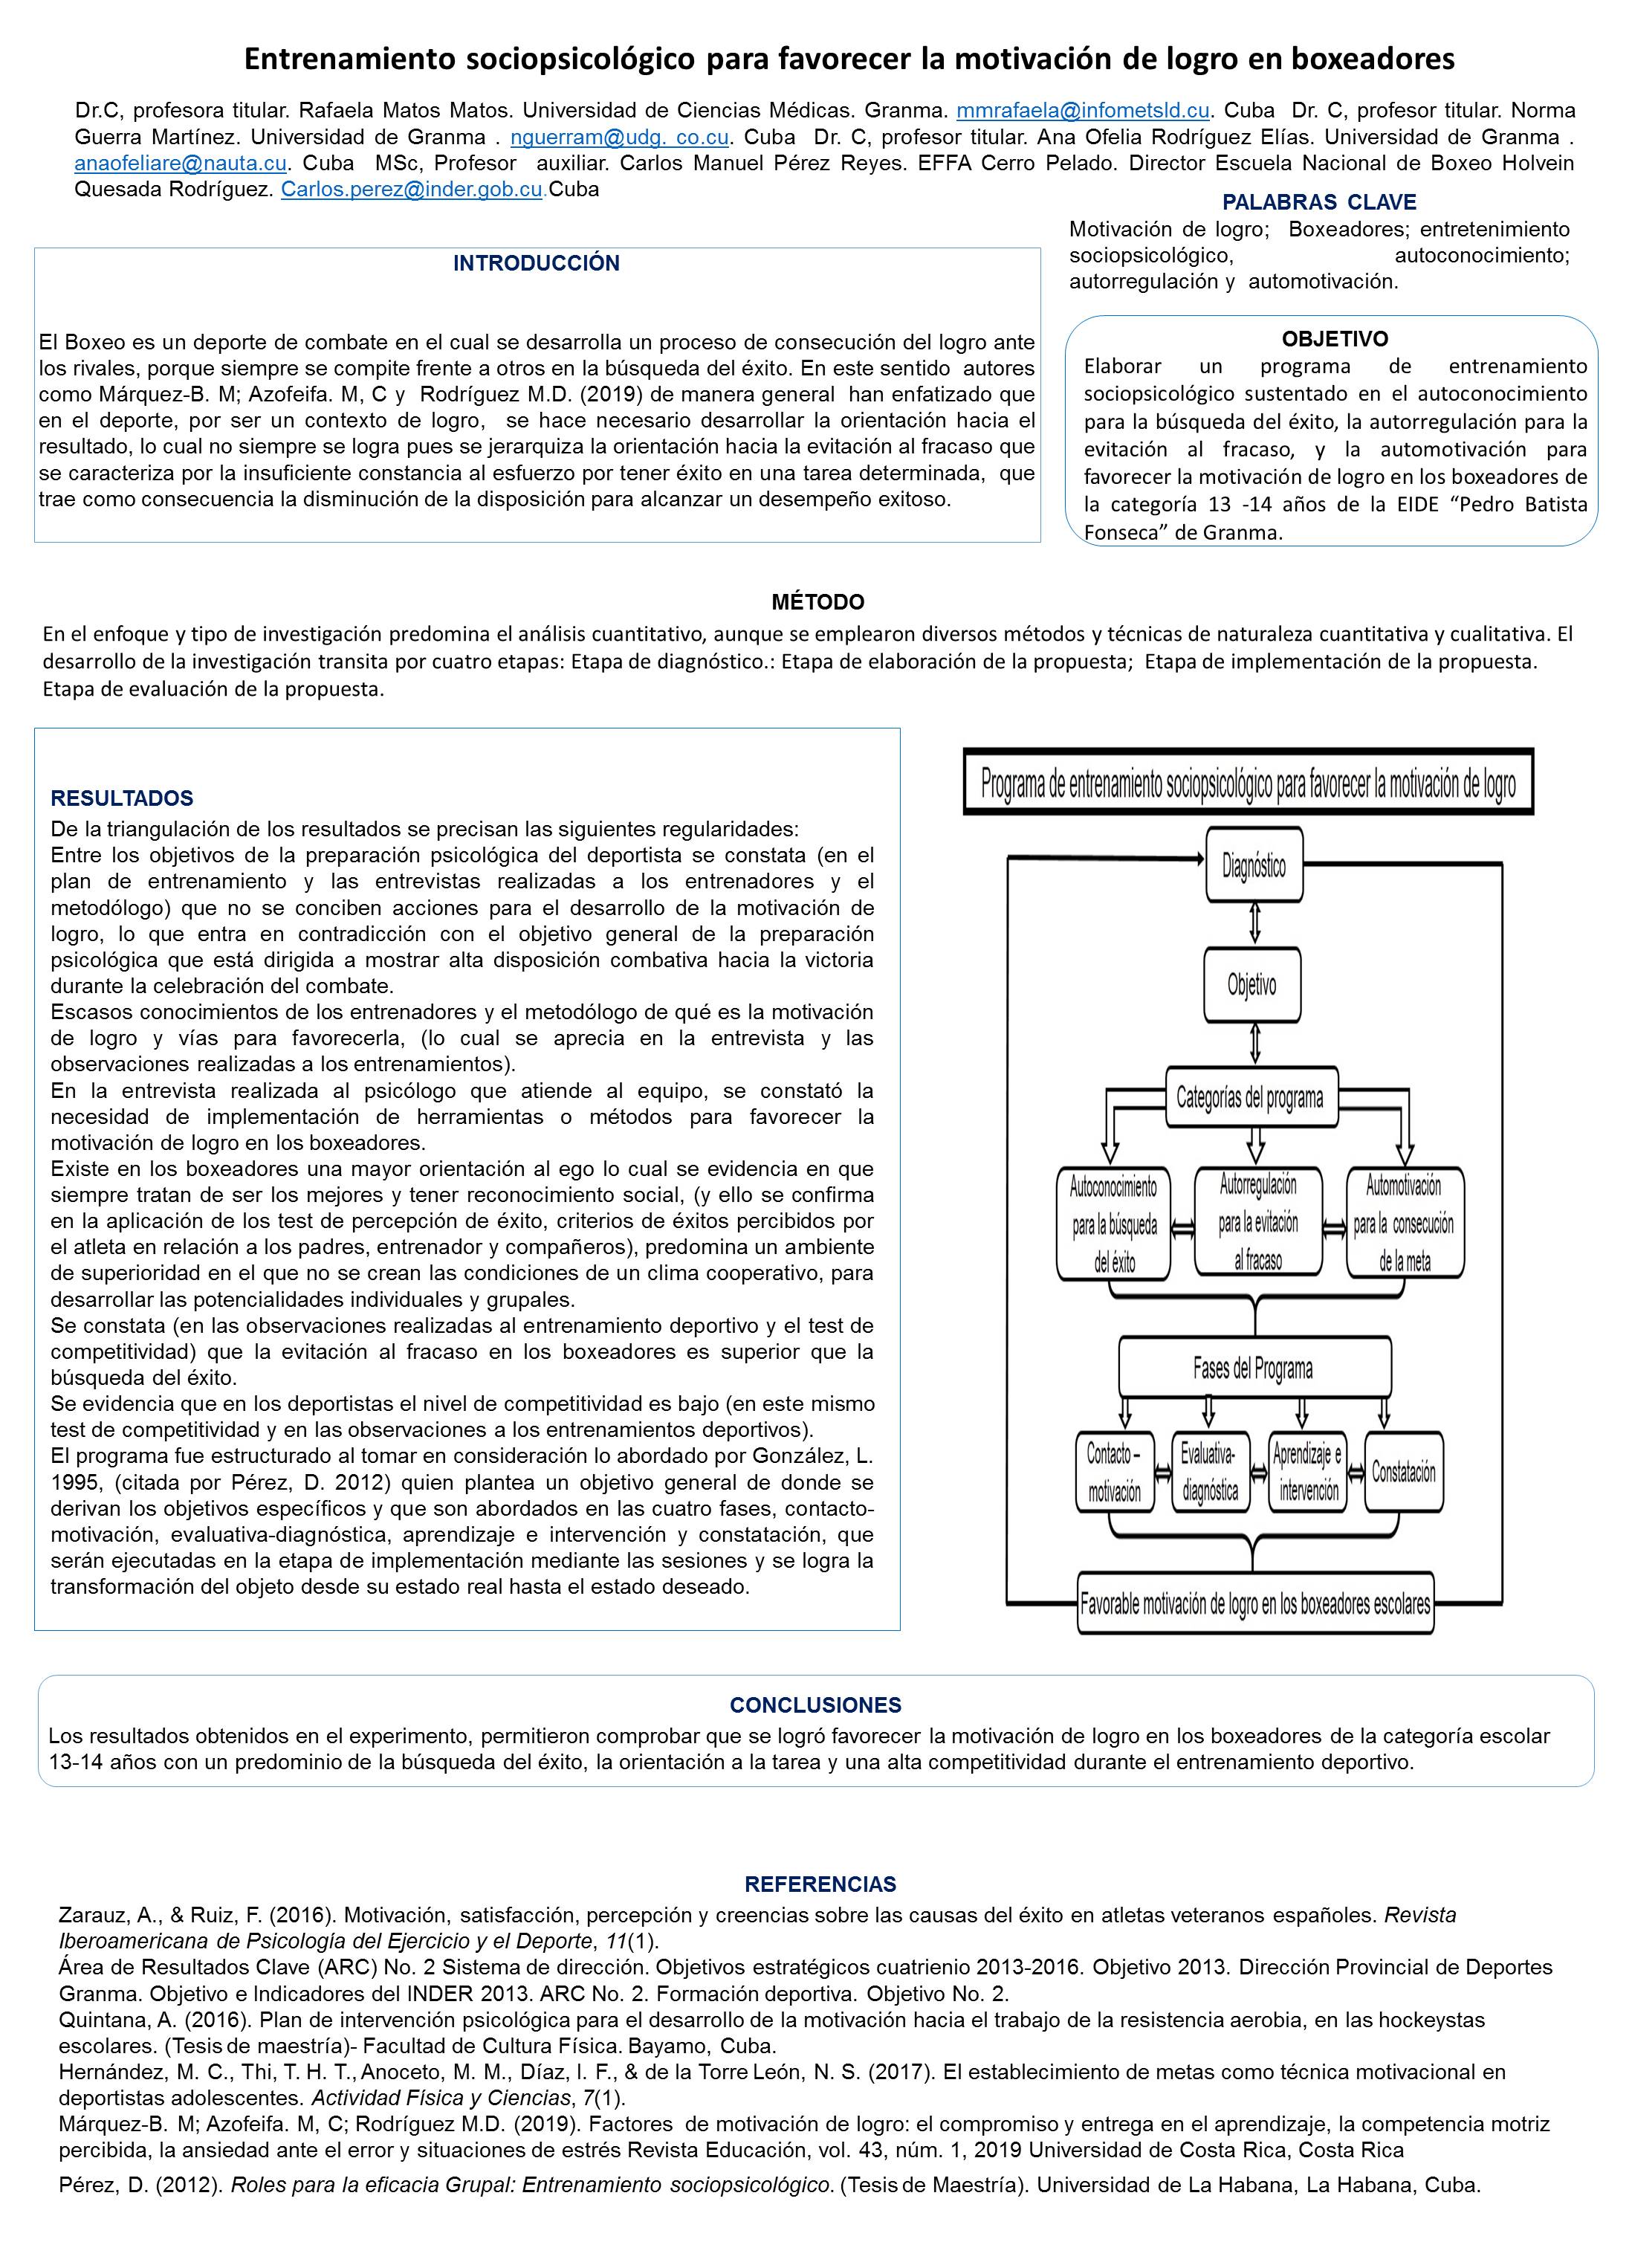 Entrenamiento sociopsicológico para favorecer la motivación de logro en boxeadores
Dr.C, profesora titular. Rafaela Matos Matos. Universidad de Ciencias Médicas. Granma. mmrafaela@infometsld.cu. Cuba Dr. C, profesor titular. Norma
Guerra Martínez. Universidad de Granma . nguerram@udg. co.cu. Cuba Dr. C, profesor titular. Ana Ofelia Rodríguez Elías. Universidad de Granma .
anaofeliare@nauta.cu. Cuba MSc, Profesor auxiliar. Carlos Manuel Pérez Reyes. EFFA Cerro Pelado. Director Escuela Nacional de Boxeo Holvein
Quesada Rodríguez. Carlos.perez@inder.gob.cu.Cuba
PALABRAS CLAVE
Motivación de logro; Boxeadores; entretenimiento
sociopsicológico, autoconocimiento;
autorregulación y automotivación.
INTRODUCCIÓN
El Boxeo es un deporte de combate en el cual se desarrolla un proceso de consecución del logro ante
los rivales, porque siempre se compite frente a otros en la búsqueda del éxito. En este sentido autores
como Márquez-B. M; Azofeifa. M, C y Rodríguez M.D. (2019) de manera general han enfatizado que
en el deporte, por ser un contexto de logro, se hace necesario desarrollar la orientación hacia el
resultado, lo cual no siempre se logra pues se jerarquiza la orientación hacia la evitación al fracaso que
se caracteriza por la insuficiente constancia al esfuerzo por tener éxito en una tarea determinada, que
trae como consecuencia la disminución de la disposición para alcanzar un desempeño exitoso.
OBJETIVO
Elaborar un programa de entrenamiento
sociopsicológico sustentado en el autoconocimiento
para la búsqueda del éxito, la autorregulación para la
evitación al fracaso, y la automotivación para
favorecer la motivación de logro en los boxeadores de
la categoría 13 -14 años de la EIDE “Pedro Batista
Fonseca” de Granma.
MÉTODO
En el enfoque y tipo de investigación predomina el análisis cuantitativo, aunque se emplearon diversos métodos y técnicas de naturaleza cuantitativa y cualitativa. El
desarrollo de la investigación transita por cuatro etapas: Etapa de diagnóstico.: Etapa de elaboración de la propuesta; Etapa de implementación de la propuesta.
Etapa de evaluación de la propuesta.
RESULTADOS
De la triangulación de los resultados se precisan las siguientes regularidades:
Entre los objetivos de la preparación psicológica del deportista se constata (en el
plan de entrenamiento y las entrevistas realizadas a los entrenadores y el
metodólogo) que no se conciben acciones para el desarrollo de la motivación de
logro, lo que entra en contradicción con el objetivo general de la preparación
psicológica que está dirigida a mostrar alta disposición combativa hacia la victoria
durante la celebración del combate.
Escasos conocimientos de los entrenadores y el metodólogo de qué es la motivación
de logro y vías para favorecerla, (lo cual se aprecia en la entrevista y las
observaciones realizadas a los entrenamientos).
En la entrevista realizada al psicólogo que atiende al equipo, se constató la
necesidad de implementación de herramientas o métodos para favorecer la
motivación de logro en los boxeadores.
Existe en los boxeadores una mayor orientación al ego lo cual se evidencia en que
siempre tratan de ser los mejores y tener reconocimiento social, (y ello se confirma
en la aplicación de los test de percepción de éxito, criterios de éxitos percibidos por
el atleta en relación a los padres, entrenador y compañeros), predomina un ambiente
de superioridad en el que no se crean las condiciones de un clima cooperativo, para
desarrollar las potencialidades individuales y grupales.
Se constata (en las observaciones realizadas al entrenamiento deportivo y el test de
competitividad) que la evitación al fracaso en los boxeadores es superior que la
búsqueda del éxito.
Se evidencia que en los deportistas el nivel de competitividad es bajo (en este mismo
test de competitividad y en las observaciones a los entrenamientos deportivos).
El programa fue estructurado al tomar en consideración lo abordado por González, L.
1995, (citada por Pérez, D. 2012) quien plantea un objetivo general de donde se
derivan los objetivos específicos y que son abordados en las cuatro fases, contacto-
motivación, evaluativa-diagnóstica, aprendizaje e intervención y constatación, que
serán ejecutadas en la etapa de implementación mediante las sesiones y se logra la
transformación del objeto desde su estado real hasta el estado deseado.
Programa de entrenamiento sociopsicológico para favorecer la motivación de logro
Diagnóstico
Objetivo
Categorías del programa
Autoconocimiento
para la búsqueda
del éxito
Autorregulación
para la evitación
al fracaso
Automotivación
para la consecución
de la meta
Fases del Programa
Contacto –
motivación
Evaluativa-
diagnóstica
Aprendizaje e
intervención
Constatación
Favorable motivación de logro en los boxeadores escolares
CONCLUSIONES
Los resultados obtenidos en el experimento, permitieron comprobar que se logró favorecer la motivación de logro en los boxeadores de la categoría escolar
13-14 años con un predominio de la búsqueda del éxito, la orientación a la tarea y una alta competitividad durante el entrenamiento deportivo.
REFERENCIAS
Zarauz, A., & Ruiz, F. (2016). Motivación, satisfacción, percepción y creencias sobre las causas del éxito en atletas veteranos españoles. Revista
Iberoamericana de Psicología del Ejercicio y el Deporte, 11(1).
Área de Resultados Clave (ARC) No. 2 Sistema de dirección. Objetivos estratégicos cuatrienio 2013-2016. Objetivo 2013. Dirección Provincial de Deportes
Granma. Objetivo e Indicadores del INDER 2013. ARC No. 2. Formación deportiva. Objetivo No. 2.
Quintana, A. (2016). Plan de intervención psicológica para el desarrollo de la motivación hacia el trabajo de la resistencia aerobia, en las hockeystas
escolares. (Tesis de maestría)- Facultad de Cultura Física. Bayamo, Cuba.
Hernández, M. C., Thi, T. H. T., Anoceto, M. M., Díaz, I. F., & de la Torre León, N. S. (2017). El establecimiento de metas como técnica motivacional en
deportistas adolescentes. Actividad Física y Ciencias, 7(1).
Márquez-B. M; Azofeifa. M, C; Rodríguez M.D. (2019). Factores de motivación de logro: el compromiso y entrega en el aprendizaje, la competencia motriz
percibida, la ansiedad ante el error y situaciones de estrés Revista Educación, vol. 43, núm. 1, 2019 Universidad de Costa Rica, Costa Rica
Pérez, D. (2012). Roles para la eficacia Grupal: Entrenamiento sociopsicológico. (Tesis de Maestría). Universidad de La Habana, La Habana, Cuba.